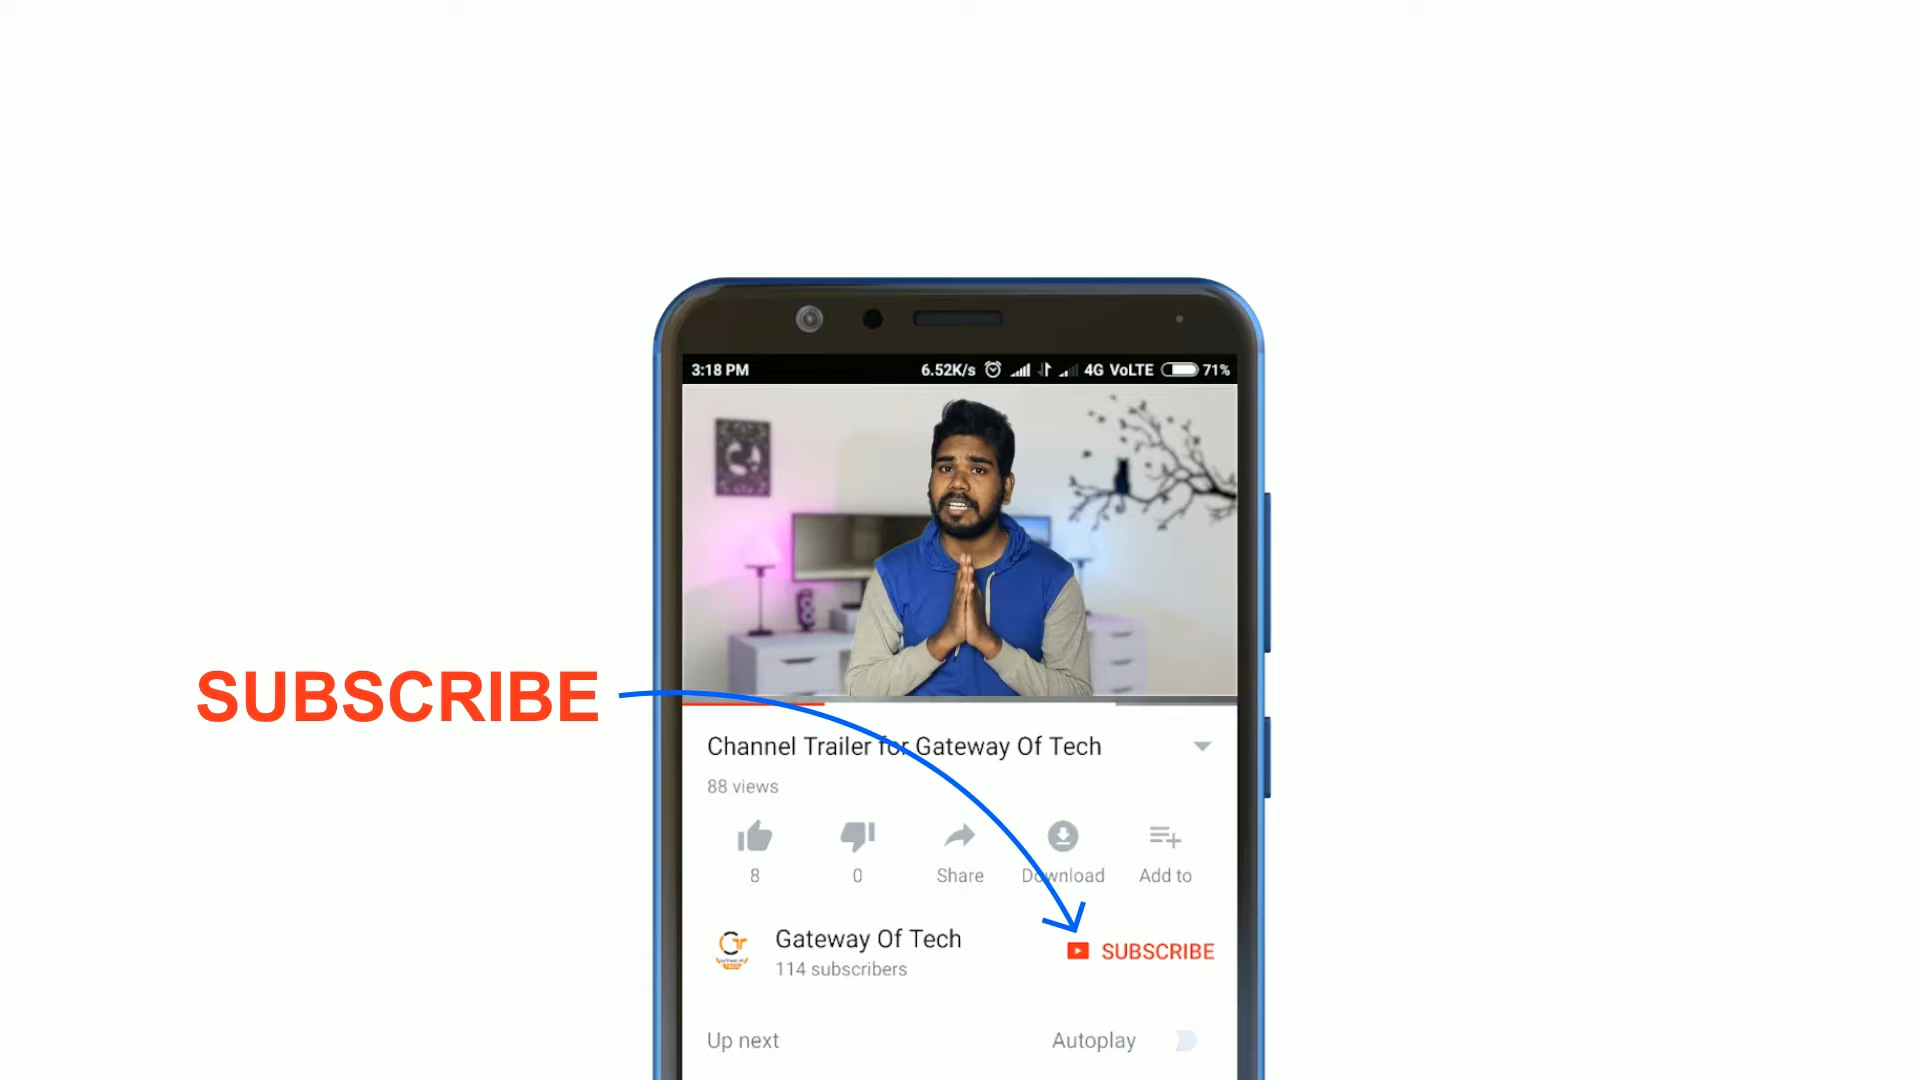 3:18 PM 6.52K/s 4G VoLTE 71%
SUBSCRIBE
Channel Trailer for Gateway Of Tech
88 views
8 0 Share Download Add to
Gateway Of Tech
114 subscribers
SUBSCRIBE
Up next Autoplay